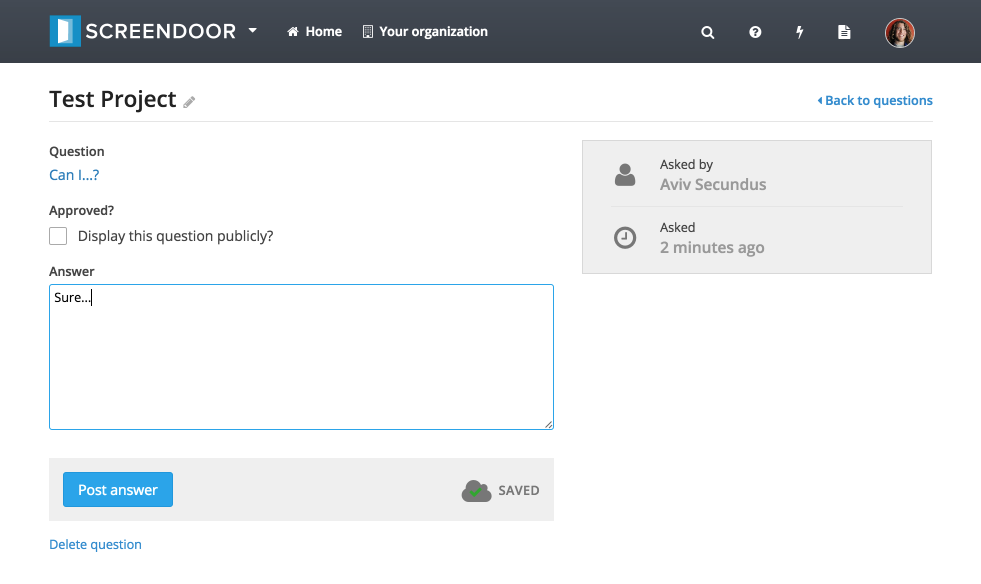 SCREENDOOR
Home
Your organization
Test Project
Back to questions
Question
Can I...?
Approved?
Display this question publicly?
Answer
Sure...
Post answer
SAVED
Delete question
Asked by
Aviv Secundus
Asked
2 minutes ago